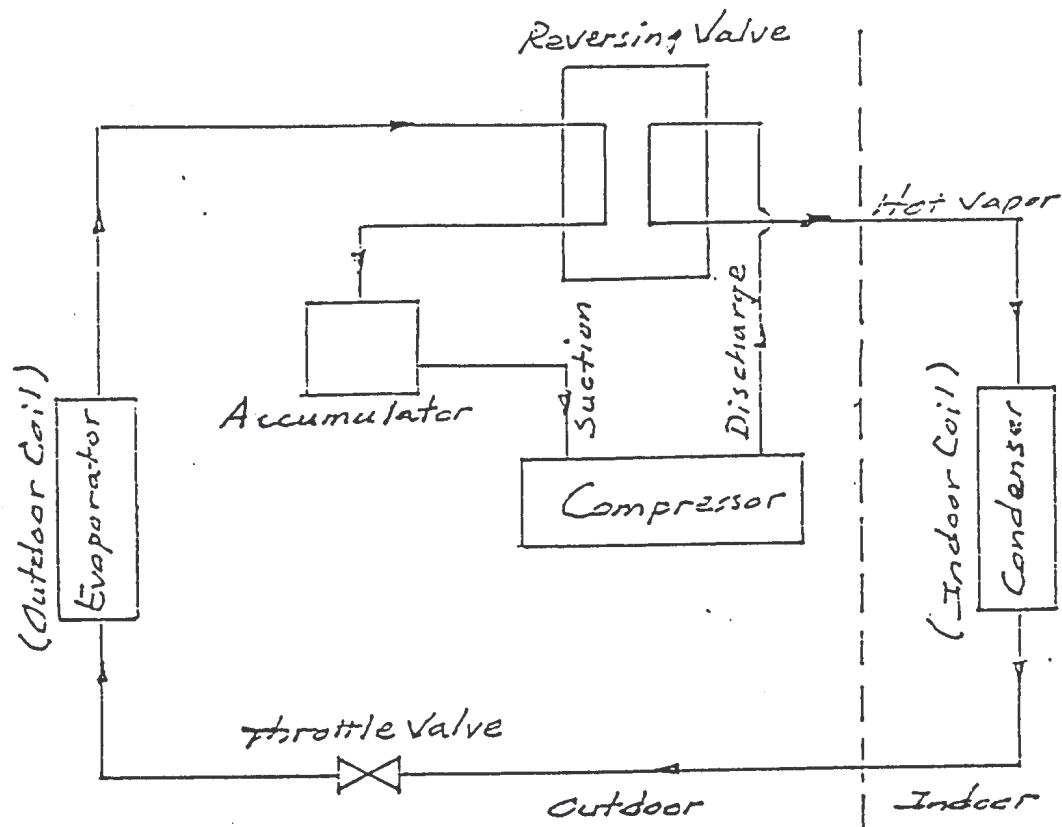 Reversing Valve
Hot Vapor
Suction
Discharge
Accumulator
Compressor
(Outdoor Coil)
Evaporator
(Indoor Coil)
Condenser
Throttle Valve
Outdoor
Indoor